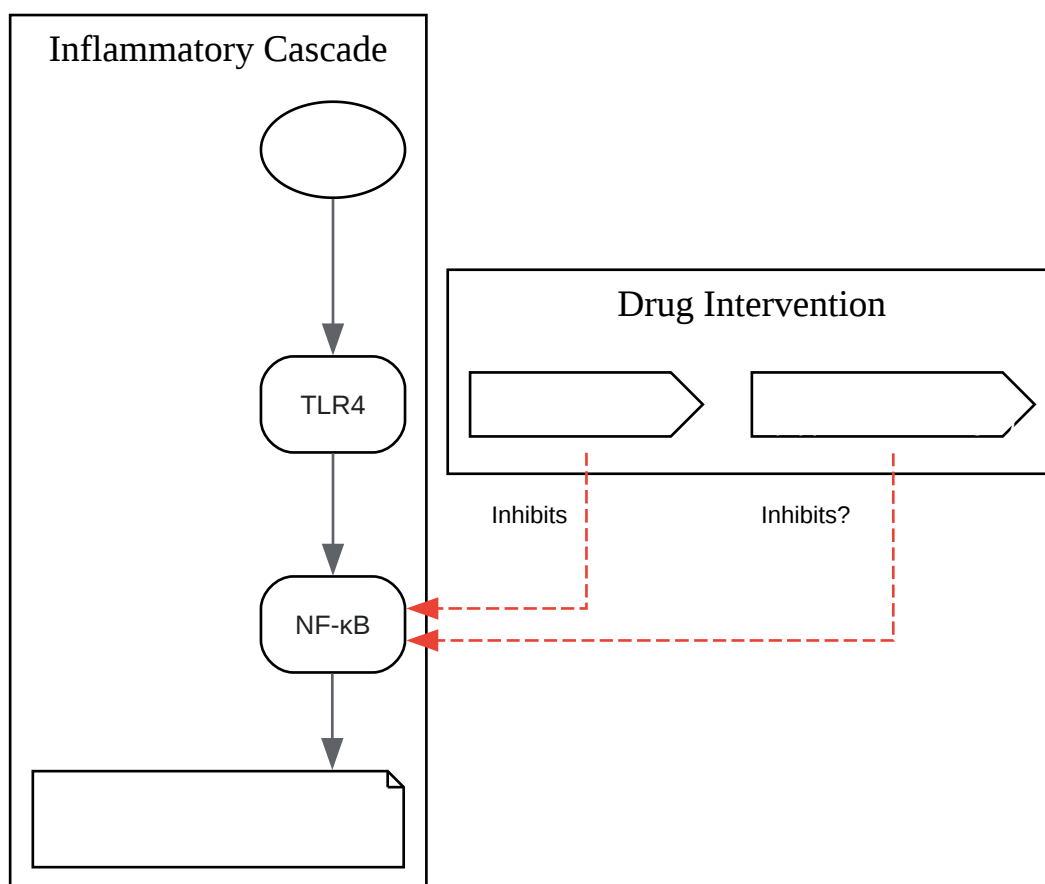 Inflammatory Cascade
Drug Intervention
TLR4
Inhibits
Inhibits?
NF-κB